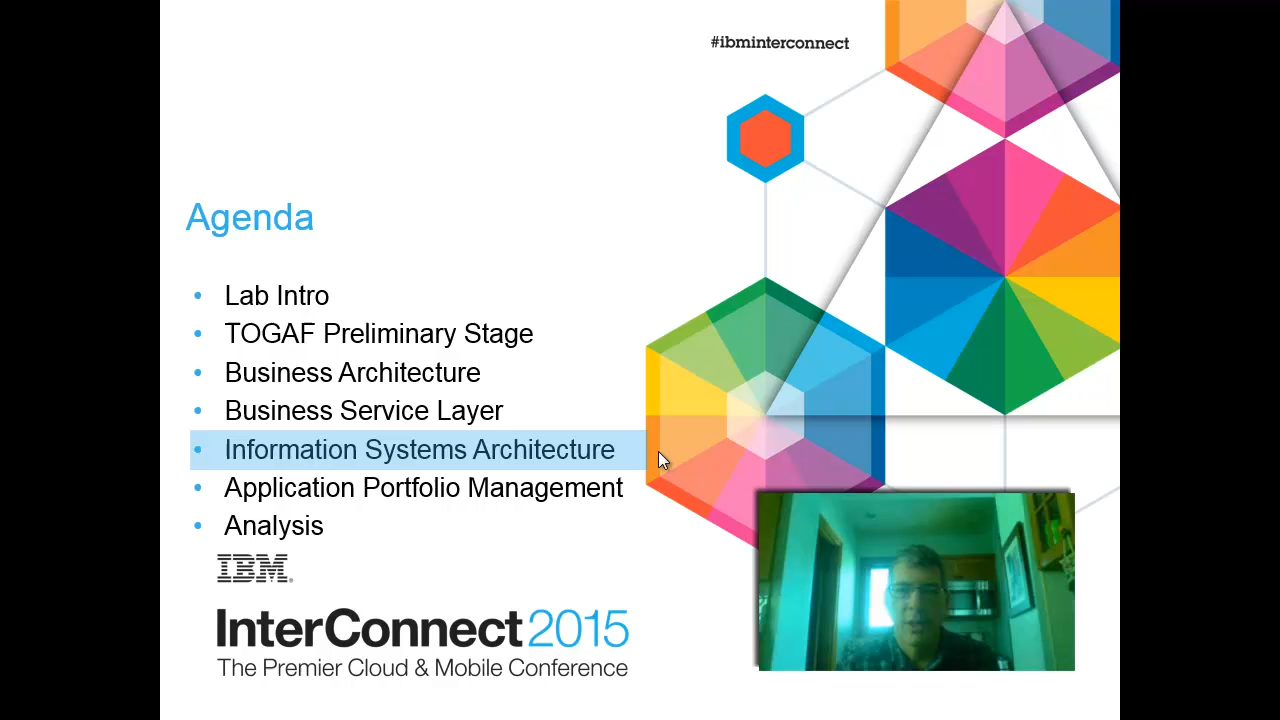 #ibminterconnect
Agenda
• Lab Intro
• TOGAF Preliminary Stage
• Business Architecture
• Business Service Layer
• Information Systems Architecture
• Application Portfolio Management
• Analysis
IBM®
InterConnect 2015
The Premier Cloud & Mobile Conference